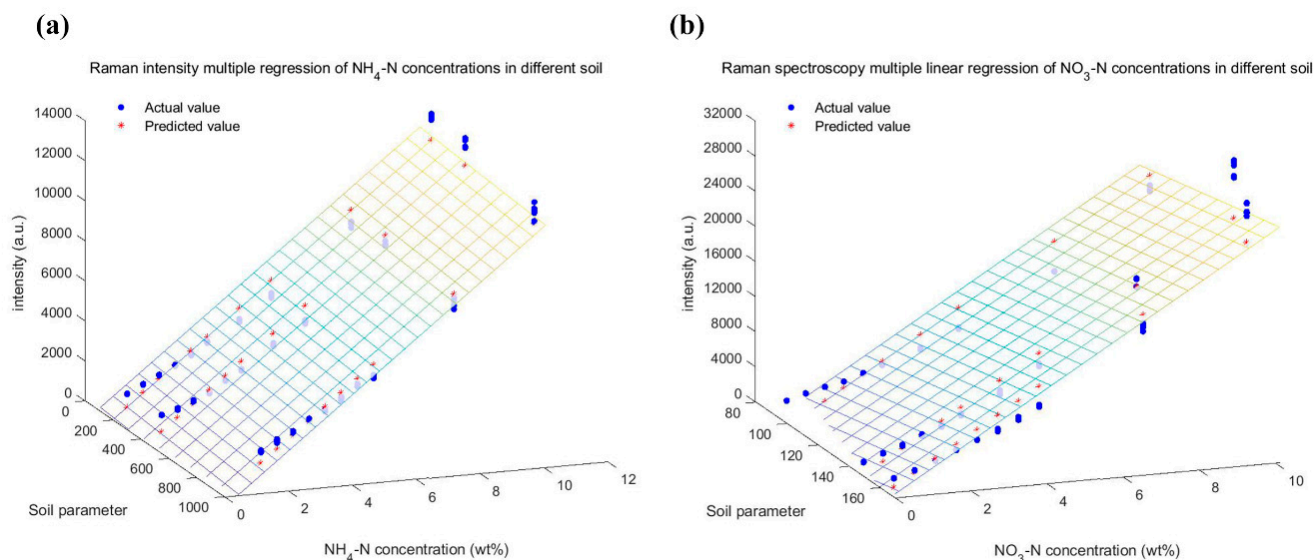 (a)
Raman intensity multiple regression of NH₄-N concentrations in different soil
Actual value
Predicted value
14000
12000
10000
8000
6000
4000
2000
0
intensity (a.u.)
0
200
400
600
800
1000
Soil parameter
0
2
4
6
8
10
12
NH₄-N concentration (wt%)
(b)
Raman spectroscopy multiple linear regression of NO₃-N concentrations in different soil
Actual value
Predicted value
32000
28000
24000
20000
16000
12000
8000
4000
0
intensity (a.u.)
80
100
120
140
160
Soil parameter
0
2
4
6
8
10
NO₃-N concentration (wt%)